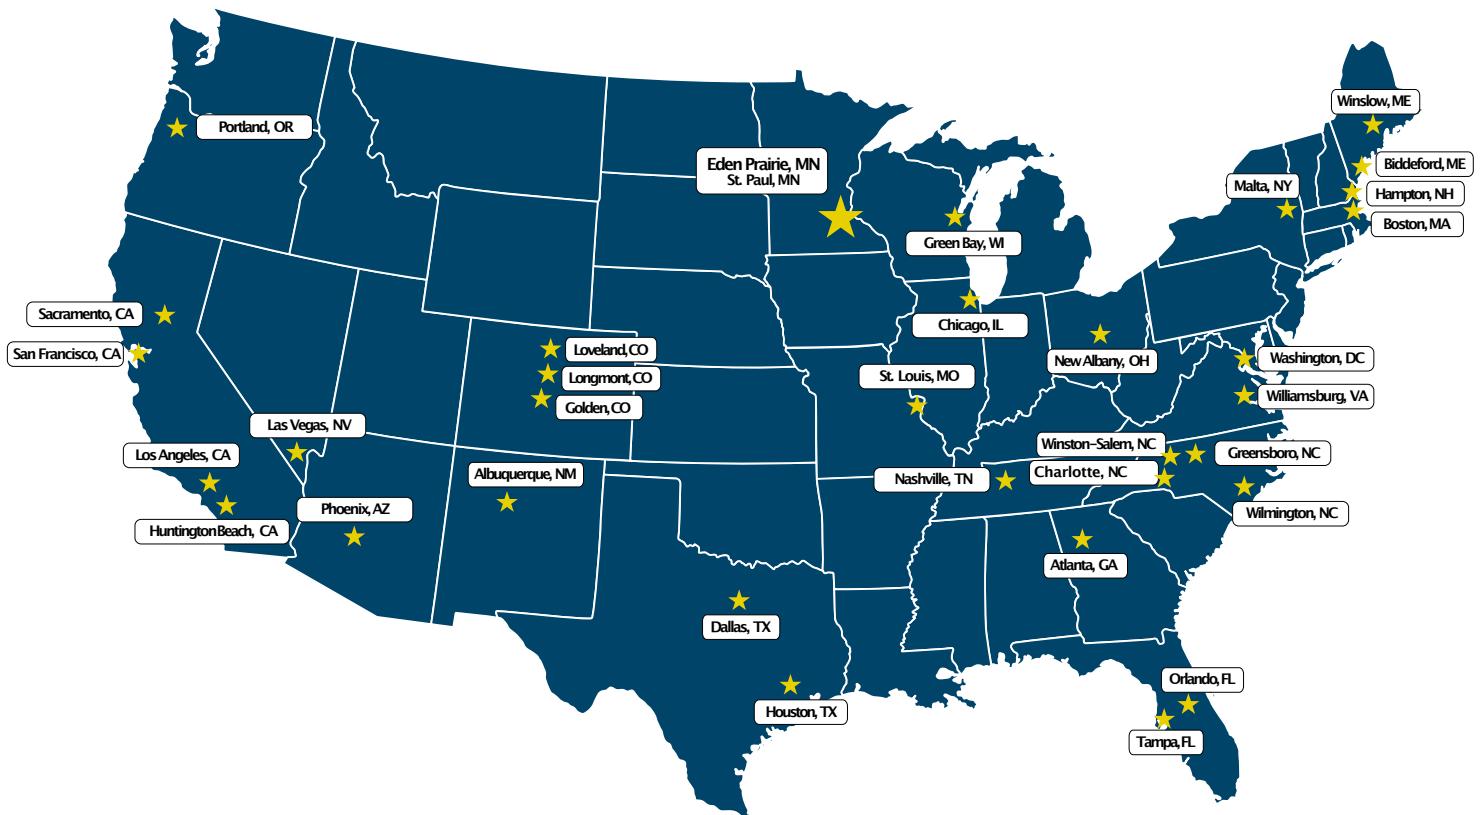 Winslow, ME
Portland, OR
Eden Prairie, MN
St. Paul, MN
Biddeford, ME
Malta, NY
Hampton, NH
Boston, MA
Green Bay, WI
Sacramento, CA
Chicago, IL
San Francisco, CA
Loveland, CO
New Albany, OH
Washington, DC
Longmont, CO
St. Louis, MO
Williamsburg, VA
Golden, CO
Las Vegas, NV
Winston-Salem, NC
Los Angeles, CA
Greensboro, NC
Albuquerque, NM
Charlotte, NC
Nashville, TN
Phoenix, AZ
Wilmington, NC
Huntington Beach, CA
Atlanta, GA
Dallas, TX
Orlando, FL
Houston, TX
Tampa, FL